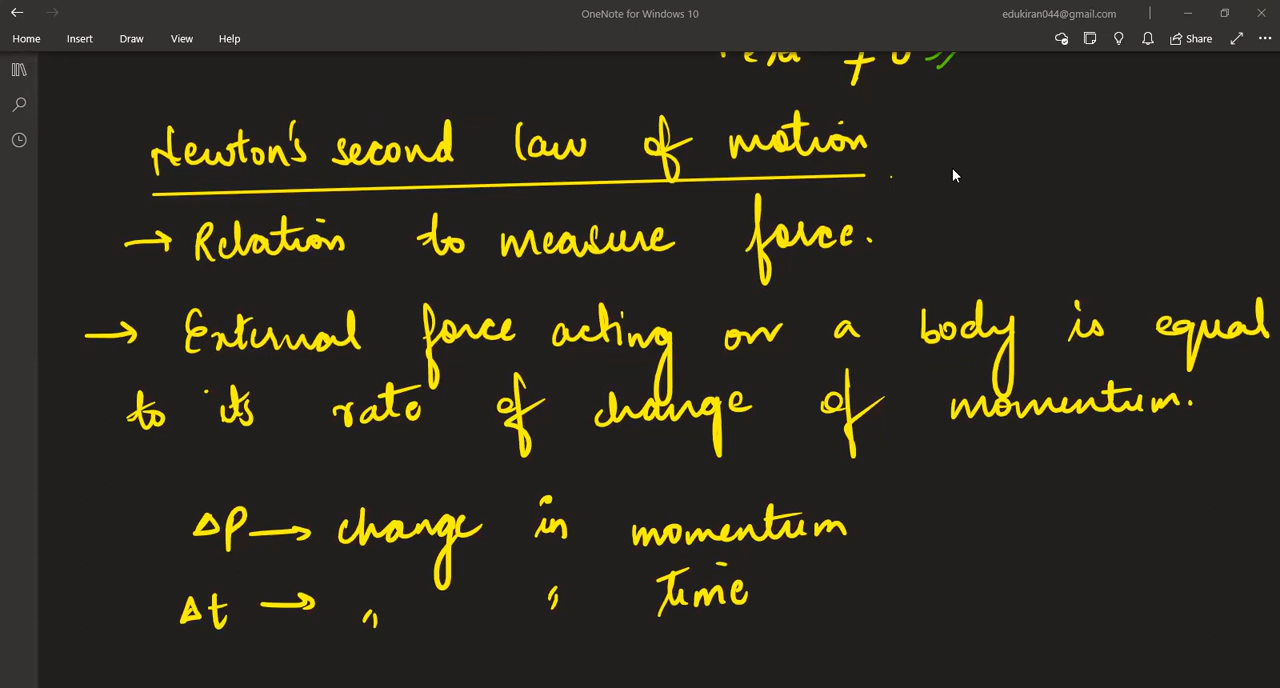 OneNote for Windows 10
edukiran044@gmail.com
Home Insert Draw View Help
Share
Newton's second law of motion
→ Relation to measure force.
→ External force acting on a body is equal
to its rate of change of momentum.
ΔP → change in momentum
Δt → " " time